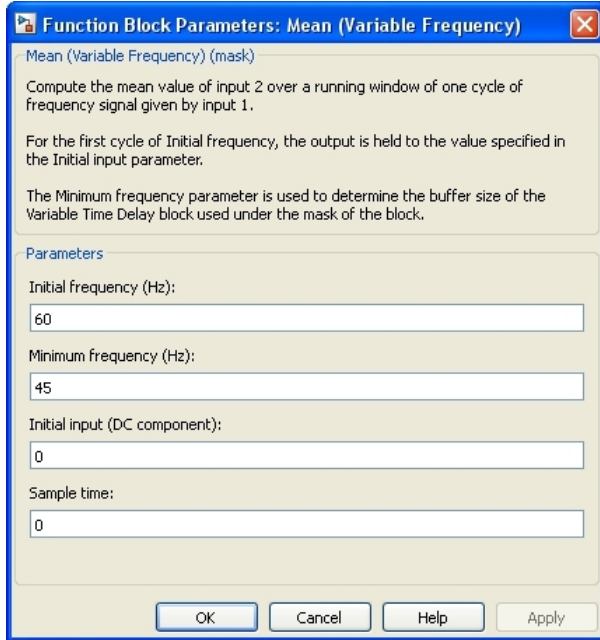 Function Block Parameters: Mean (Variable Frequency)
Mean (Variable Frequency) (mask)
Compute the mean value of input 2 over a running window of one cycle of
frequency signal given by input 1.
For the first cycle of Initial frequency, the output is held to the value specified in
the Initial input parameter.
The Minimum frequency parameter is used to determine the buffer size of the
Variable Time Delay block used under the mask of the block.
Parameters
Initial frequency (Hz):
60
Minimum frequency (Hz):
45
Initial input (DC component):
0
Sample time:
0
OK Cancel Help Apply